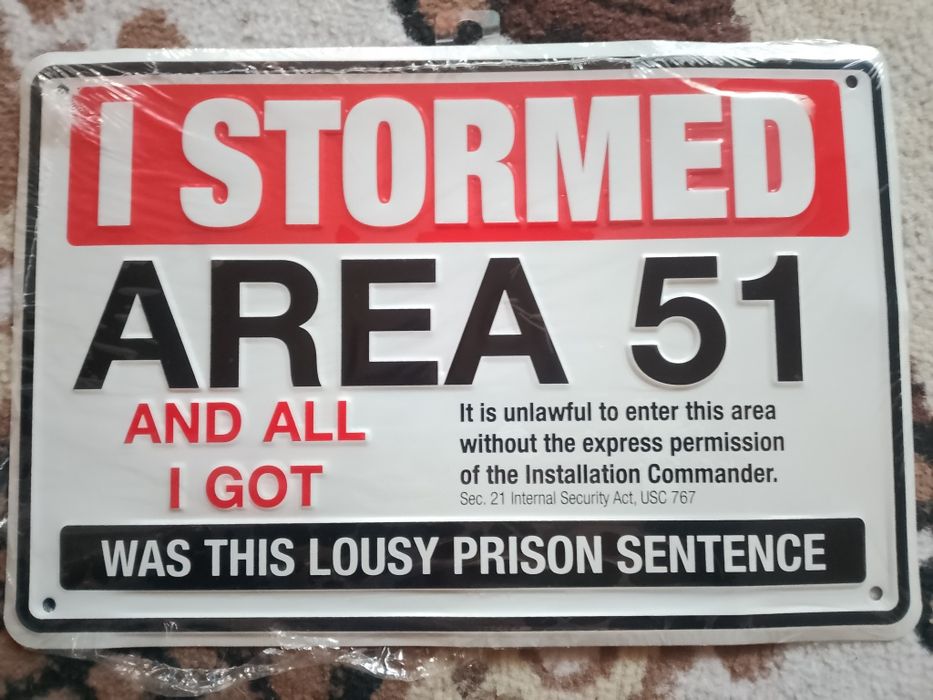 I STORMED
AREA 51
AND ALL
I GOT
It is unlawful to enter this area
without the express permission
of the Installation Commander.
Sec. 21 Internal Security Act, USC 767
WAS THIS LOUSY PRISON SENTENCE